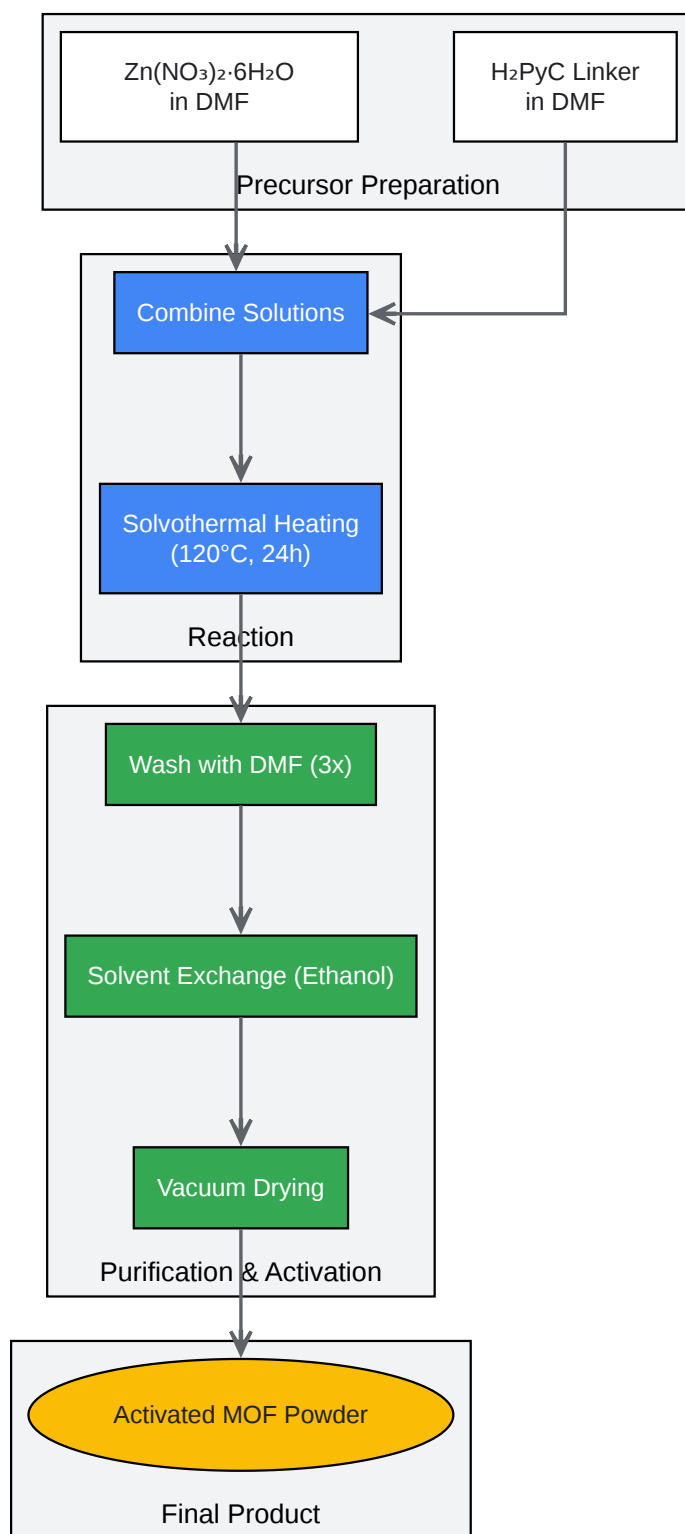 Zn(NO₃)₂·6H₂O
in DMF
H₂PyC Linker
in DMF
Precursor Preparation
Combine Solutions
Solvothermal Heating
(120°C, 24h)
Reaction
Wash with DMF (3x)
Solvent Exchange (Ethanol)
Vacuum Drying
Purification & Activation
Activated MOF Powder
Final Product